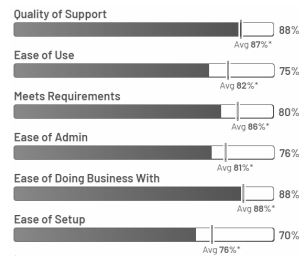 Quality of Support
88%
Avg 87%*
Ease of Use
75%
Avg 82%*
Meets Requirements
80%
Avg 86%*
Ease of Admin
76%
Avg 81%*
Ease of Doing Business With
88%
Avg 88%*
Ease of Setup
70%
Avg 76%*